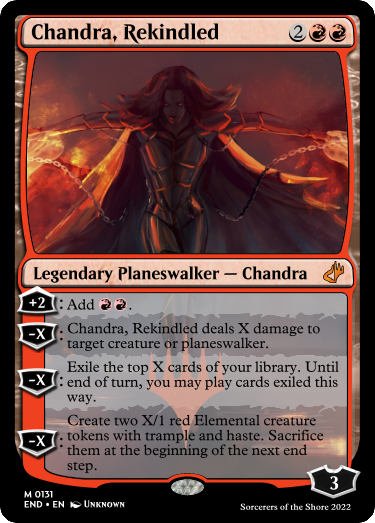 Chandra, Rekindled 2
Legendary Planeswalker — Chandra
+2: Add .
-X: Chandra, Rekindled deals X damage to
target creature or planeswalker.
-X: Exile the top X cards of your library. Until
end of turn, you may play cards exiled this
way.
-X: Create two X/1 red Elemental creature
tokens with trample and haste. Sacrifice
them at the beginning of the next end
step.
3
M 0131
END • EN Unknown
Sorcerers of the Shore 2022